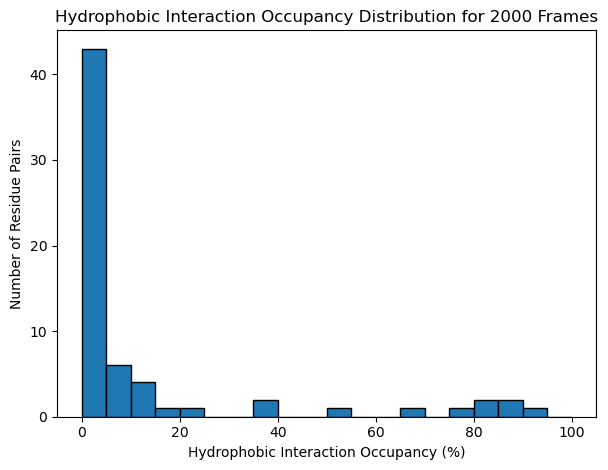 Hydrophobic Interaction Occupancy Distribution for 2000 Frames
Number of Residue Pairs
40
30
20
10
0
0 20 40 60 80 100
Hydrophobic Interaction Occupancy (%)